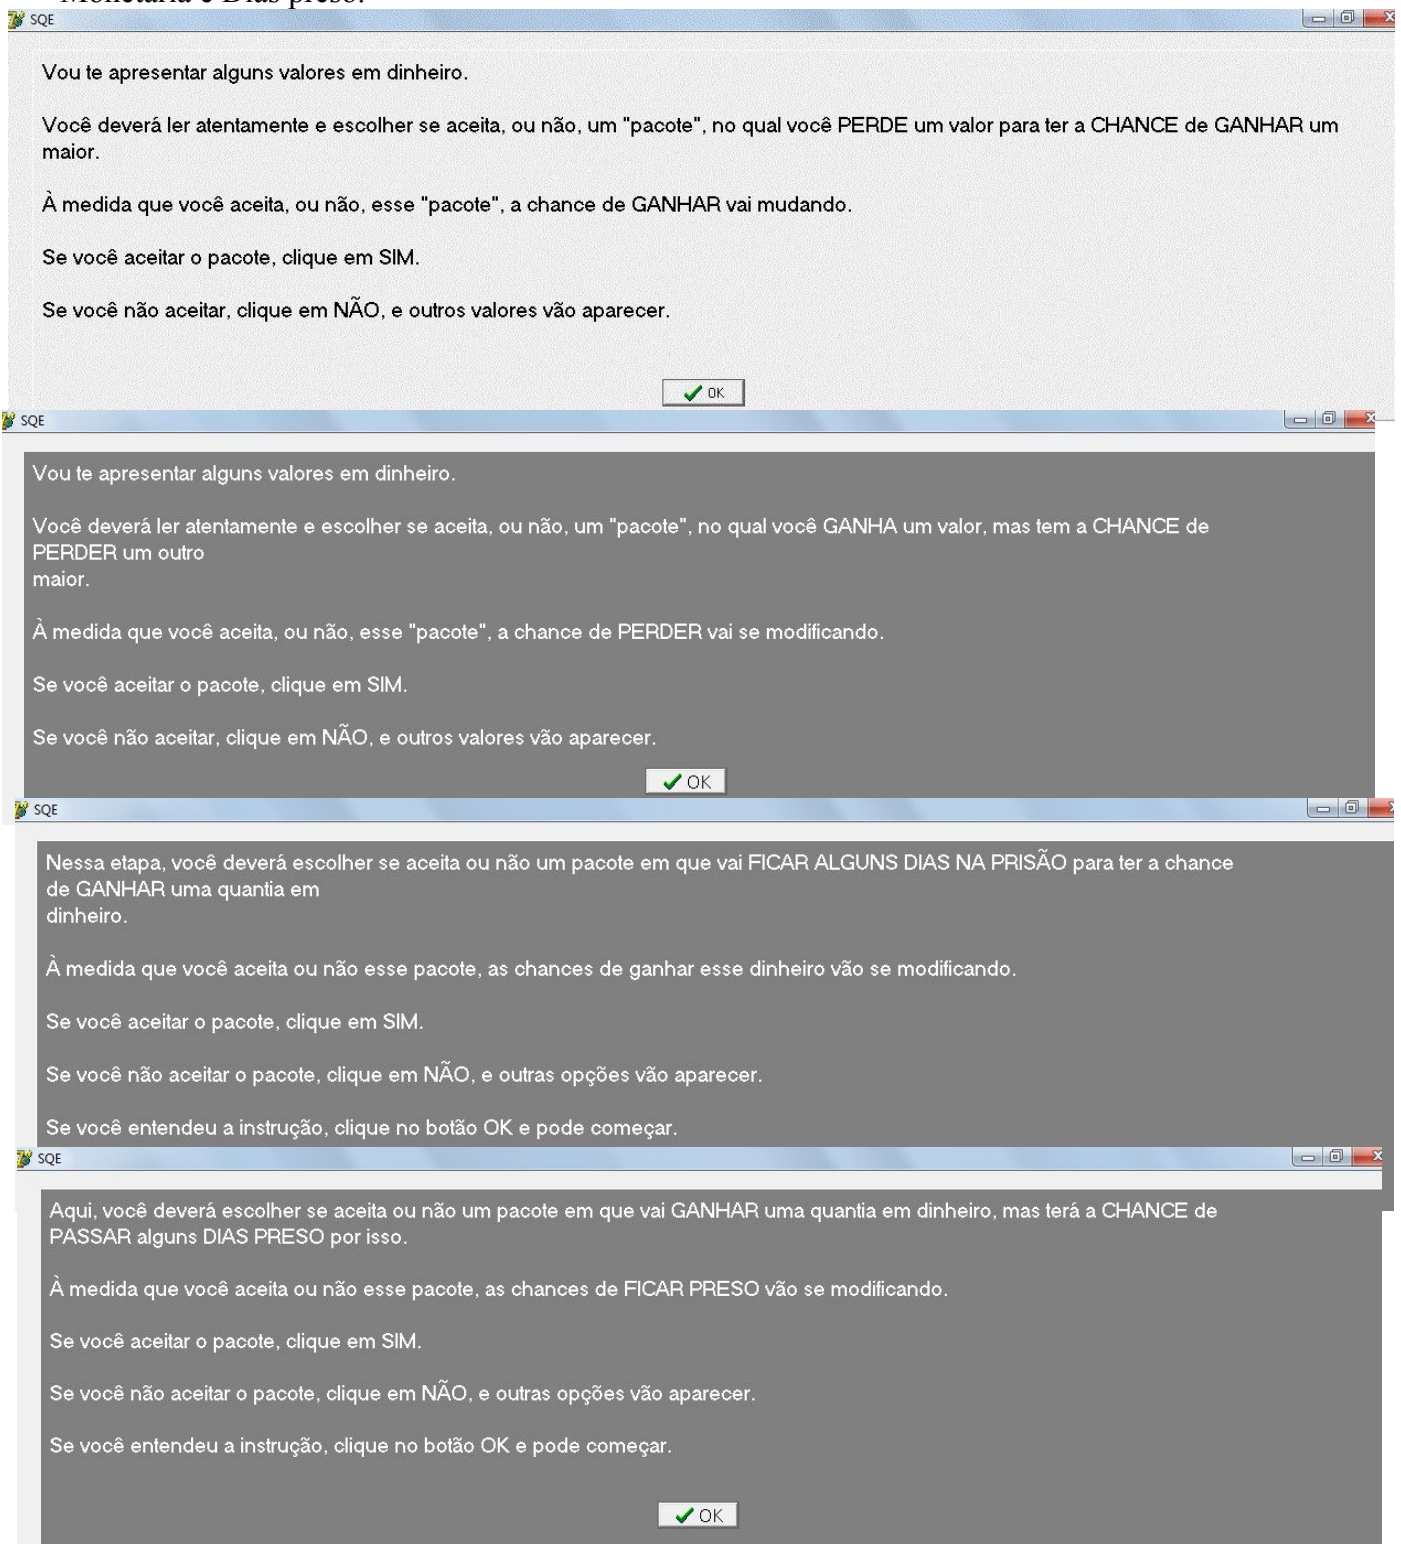 Monetária e Dias preso.
SQE
Vou te apresentar alguns valores em dinheiro.
Você deverá ler atentamente e escolher se aceita, ou não, um "pacote", no qual você PERDE um valor para ter a CHANCE de GANHAR um
maior.
À medida que você aceita, ou não, esse "pacote", a chance de GANHAR vai mudando.
Se você aceitar o pacote, clique em SIM.
Se você não aceitar, clique em NÃO, e outros valores vão aparecer.
OK
SQE
Vou te apresentar alguns valores em dinheiro.
Você deverá ler atentamente e escolher se aceita, ou não, um "pacote", no qual você GANHA um valor, mas tem a CHANCE de
PERDER um outro
maior.
À medida que você aceita, ou não, esse "pacote", a chance de PERDER vai se modificando.
Se você aceitar o pacote, clique em SIM.
Se você não aceitar, clique em NÃO, e outros valores vão aparecer.
OK
SQE
Nessa etapa, você deverá escolher se aceita ou não um pacote em que vai FICAR ALGUNS DIAS NA PRISÃO para ter a chance
de GANHAR uma quantia em
dinheiro.
À medida que você aceita ou não esse pacote, as chances de ganhar esse dinheiro vão se modificando.
Se você aceitar o pacote, clique em SIM.
Se você não aceitar o pacote, clique em NÃO, e outras opções vão aparecer.
Se você entendeu a instrução, clique no botão OK e pode começar.
SQE
Aqui, você deverá escolher se aceita ou não um pacote em que vai GANHAR uma quantia em dinheiro, mas terá a CHANCE de
PASSAR alguns DIAS PRESO por isso.
À medida que você aceita ou não esse pacote, as chances de FICAR PRESO vão se modificando.
Se você aceitar o pacote, clique em SIM.
Se você não aceitar o pacote, clique em NÃO, e outras opções vão aparecer.
Se você entendeu a instrução, clique no botão OK e pode começar.
OK